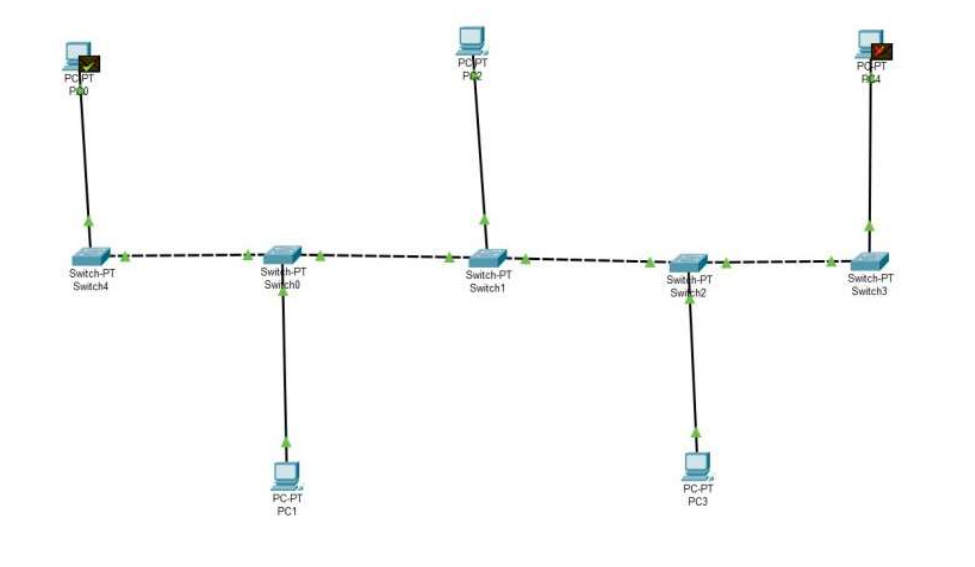 PC-PT
PC0
PC-PT
PC2
PC-PT
PC4
Switch-PT
Switch4
Switch-PT
Switch0
Switch-PT
Switch1
Switch-PT
Switch2
Switch-PT
Switch3
PC-PT
PC1
PC-PT
PC3